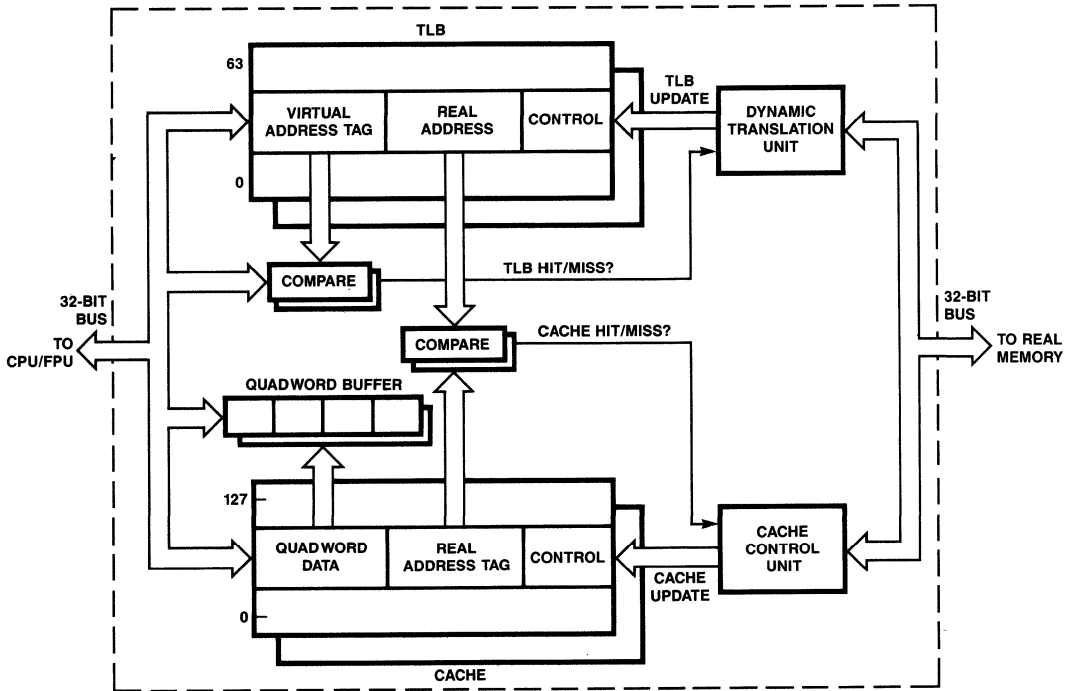 TLB
63
VIRTUAL
ADDRESS TAG
REAL
ADDRESS
CONTROL
0
TLB
UPDATE
DYNAMIC
TRANSLATION
UNIT
COMPARE
TLB HIT/MISS?
32-BIT
BUS
TO
CPU/FPU
COMPARE
CACHE HIT/MISS?
32-BIT
BUS
TO REAL
MEMORY
QUADWORD BUFFER
127
QUADWORD
DATA
REAL
ADDRESS TAG
CONTROL
0
CACHE
UPDATE
CACHE
CONTROL
UNIT
CACHE